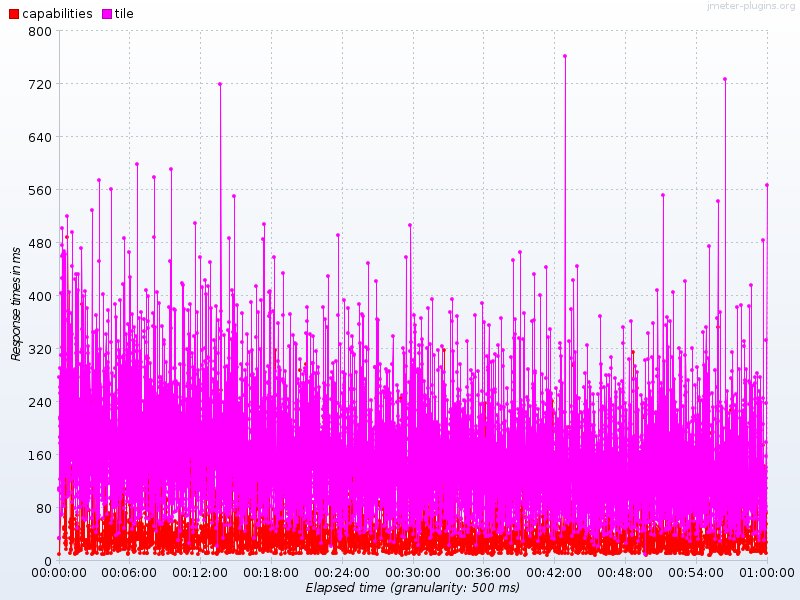 jmeter-plugins.org
capabilities tile
800
720
640
560
480
400
320
240
160
80
0
Response times in ms
00:00:00 00:06:00 00:12:00 00:18:00 00:24:00 00:30:00 00:36:00 00:42:00 00:48:00 00:54:00 01:00:00
Elapsed time (granularity: 500 ms)